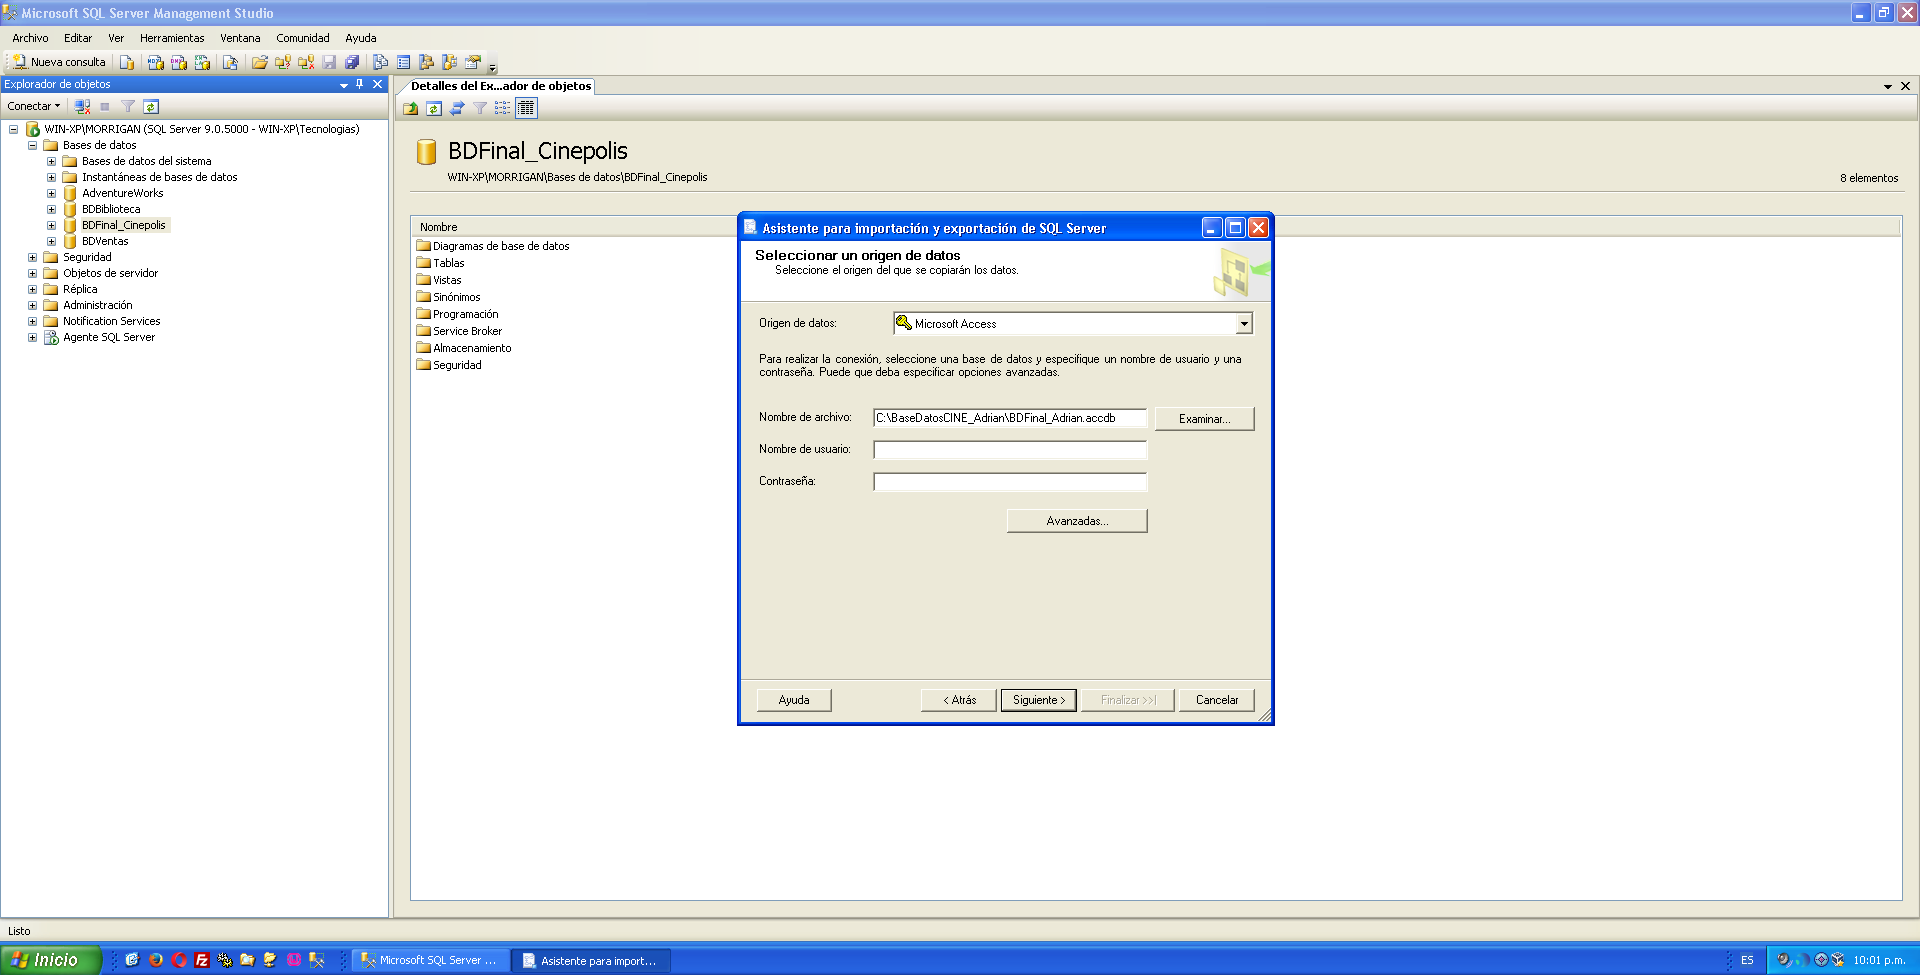 Microsoft SQL Server Management Studio
Archivo Editar Ver Herramientas Ventana Comunidad Ayuda
Nueva consulta
Explorador de objetos
Conectar
WIN-XP\MORRIGAN (SQL Server 9.0.5000 - WIN-XP\Tecnologias)
Bases de datos
Bases de datos del sistema
Instantáneas de bases de datos
AdventureWorks
BDBiblioteca
BDFinal_Cinepolis
BDVentas
Seguridad
Objetos de servidor
Réplica
Administración
Notification Services
Agente SQL Server
Detalles del Ex...ador de objetos
BDFinal_Cinepolis
WIN-XP\MORRIGAN\Bases de datos\BDFinal_Cinepolis
8 elementos
Nombre
Diagramas de base de datos
Tablas
Vistas
Sinónimos
Programación
Service Broker
Almacenamiento
Seguridad
Asistente para importación y exportación de SQL Server
Seleccionar un origen de datos
Seleccione el origen del que se copiarán los datos.
Origen de datos: Microsoft Access
Para realizar la conexión, seleccione una base de datos y especifique un nombre de usuario y una
contraseña. Puede que deba especificar opciones avanzadas.
Nombre de archivo: C:\BaseDatosCINE_Adrian\BDFinal_Adrian.accdb Examinar...
Nombre de usuario:
Contraseña:
Avanzadas...
Ayuda < Atrás Siguiente > Finalizar >>| Cancelar
Listo
Inicio Microsoft SQL Server ... Asistente para import... ES 10:01 p.m.